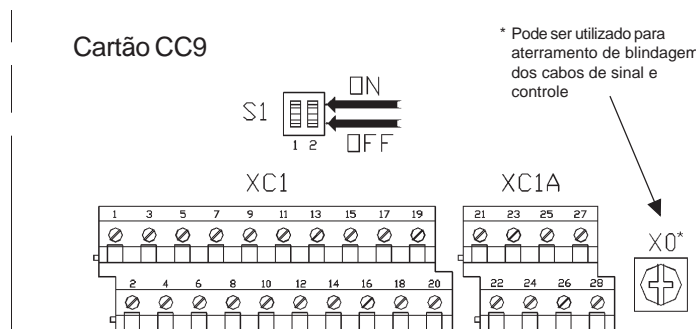 Cartão CC9
* Pode ser utilizado para
aterramento de blindagem
dos cabos de sinal e
controle
ON
S1
1 2
OFF
XC1
XC1A
1 3 5 7 9 11 13 15 17 19
21 23 25 27
X0*
2 4 6 8 10 12 14 16 18 20
22 24 26 28